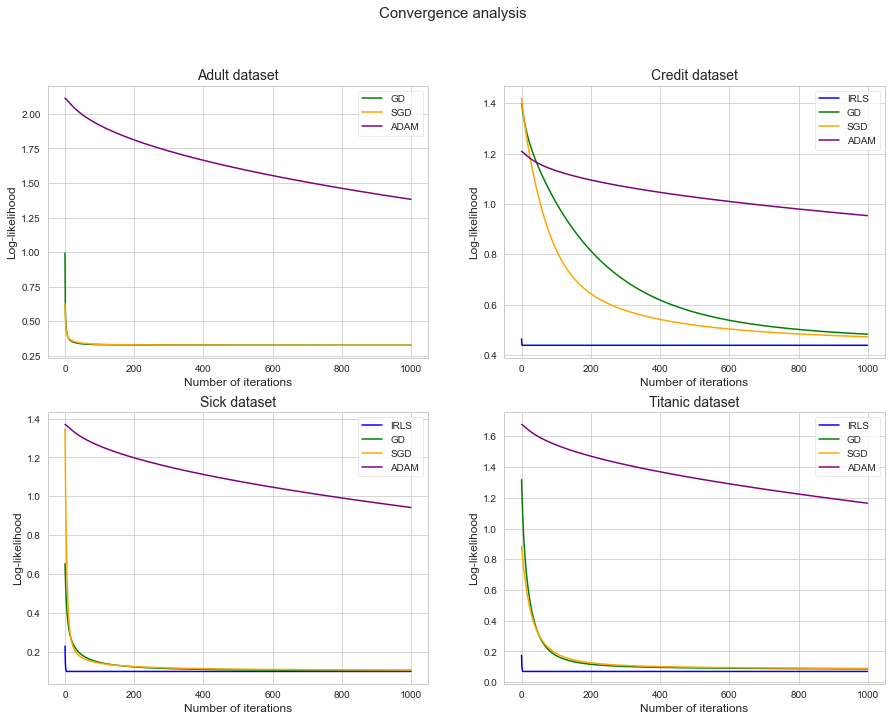 Convergence analysis
Adult dataset
GD
SGD
ADAM
2.00
1.75
1.50
1.25
1.00
0.75
0.50
0.25
Log-likelihood
0 200 400 600 800 1000
Number of iterations
Credit dataset
IRLS
GD
SGD
ADAM
1.4
1.2
1.0
0.8
0.6
0.4
Log-likelihood
0 200 400 600 800 1000
Number of iterations
Sick dataset
IRLS
GD
SGD
ADAM
1.4
1.2
1.0
0.8
0.6
0.4
0.2
Log-likelihood
0 200 400 600 800 1000
Number of iterations
Titanic dataset
IRLS
GD
SGD
ADAM
1.6
1.4
1.2
1.0
0.8
0.6
0.4
0.2
0.0
Log-likelihood
0 200 400 600 800 1000
Number of iterations